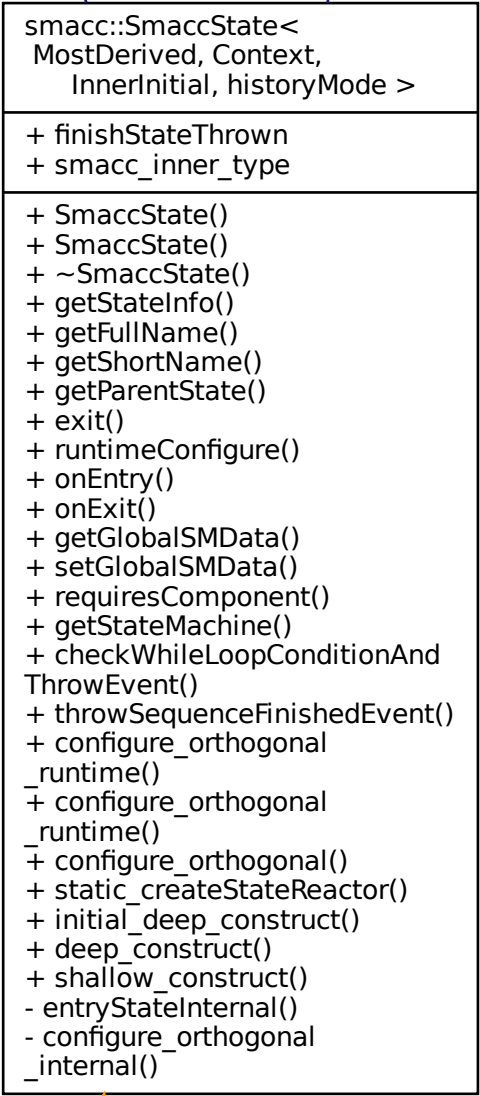 smacc::SmaccState<
MostDerived, Context,
InnerInitial, historyMode >
+ finishStateThrown
+ smacc_inner_type
+ SmaccState()
+ SmaccState()
+ ~SmaccState()
+ getStateInfo()
+ getFullName()
+ getShortName()
+ getParentState()
+ exit()
+ runtimeConfigure()
+ onEntry()
+ onExit()
+ getGlobalSMData()
+ setGlobalSMData()
+ requiresComponent()
+ getStateMachine()
+ checkWhileLoopConditionAnd
ThrowEvent()
+ throwSequenceFinishedEvent()
+ configure_orthogonal
_runtime()
+ configure_orthogonal
_runtime()
+ configure_orthogonal()
+ static_createStateReactor()
+ initial_deep_construct()
+ deep_construct()
+ shallow_construct()
- entryStateInternal()
- configure_orthogonal
_internal()